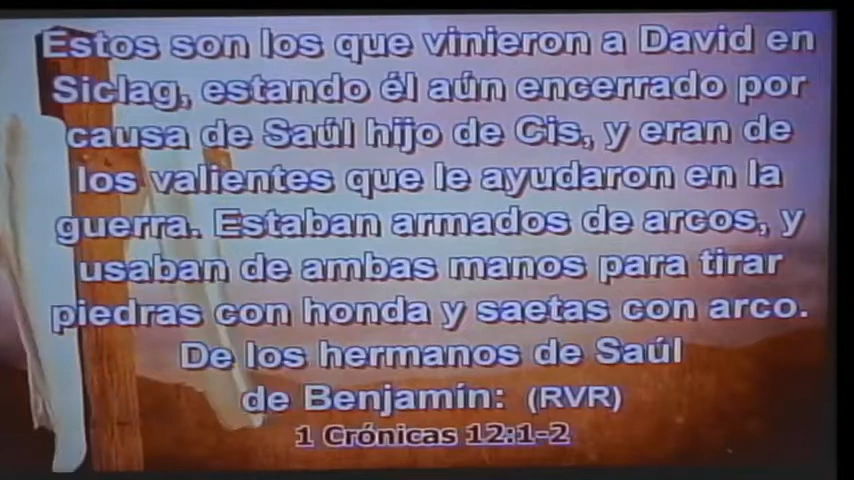 Estos son los que vinieron a David en
Siclag, estando él aún encerrado por
causa de Saúl hijo de Cis, y eran de
los valientes que le ayudaron en la
guerra. Estaban armados de arcos, y
usaban de ambas manos para tirar
piedras con honda y saetas con arco.
De los hermanos de Saúl
de Benjamín: (RVR)
1 Crónicas 12:1-2